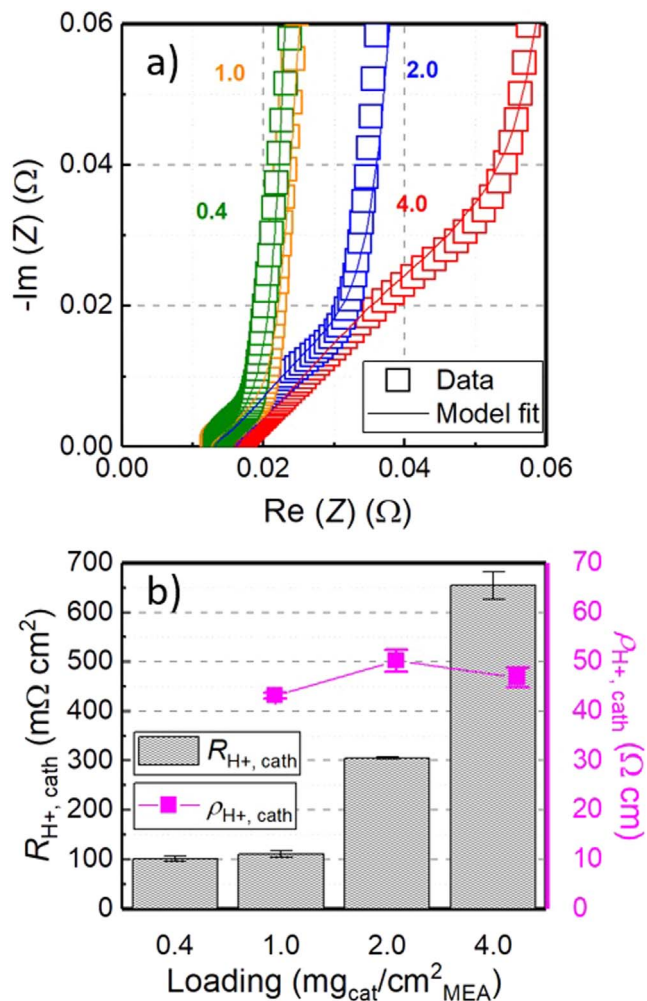 a)
1.0
2.0
0.4
4.0
0.06
0.04
0.02
0.00
-Im (Z) (Ω)
Data
Model fit
0.00 0.02 0.04 0.06
Re (Z) (Ω)
b)
700
600
500
400
300
200
100
0
R_H+, cath (mΩ cm²)
R_H+, cath
ρ_H+, cath
70
60
50
40
30
20
10
0
ρ_H+, cath (Ω cm)
0.4 1.0 2.0 4.0
Loading (mg_cat/cm²_MEA)